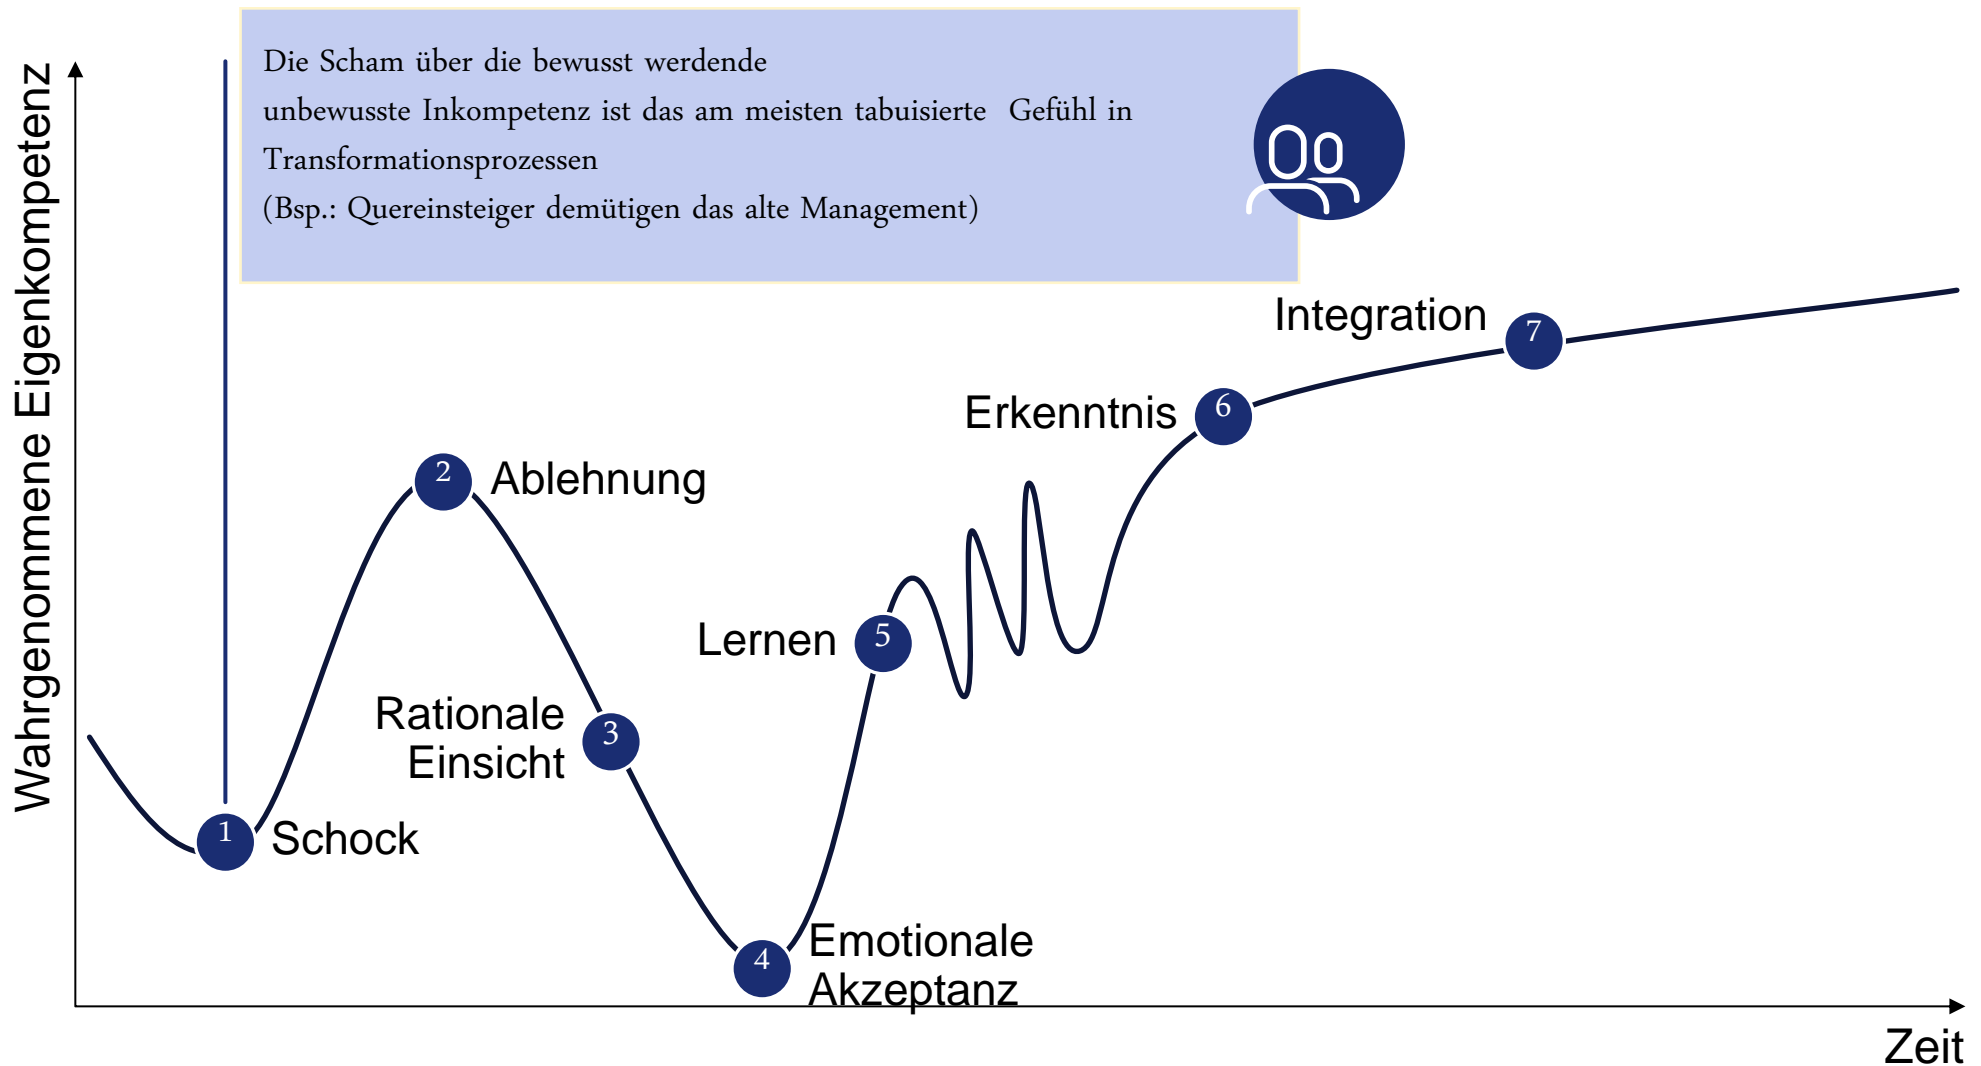 Die Scham über die bewusst werdende
unbewusste Inkompetenz ist das am meisten tabuisierte Gefühl in
Transformationsprozessen
(Bsp.: Quereinsteiger demütigen das alte Management)
Wahrgenommene Eigenkompetenz
Integration
7
Erkenntnis
6
2
Ablehnung
Lernen
5
Rationale
Einsicht
3
1
Schock
4
Emotionale
Akzeptanz
Zeit